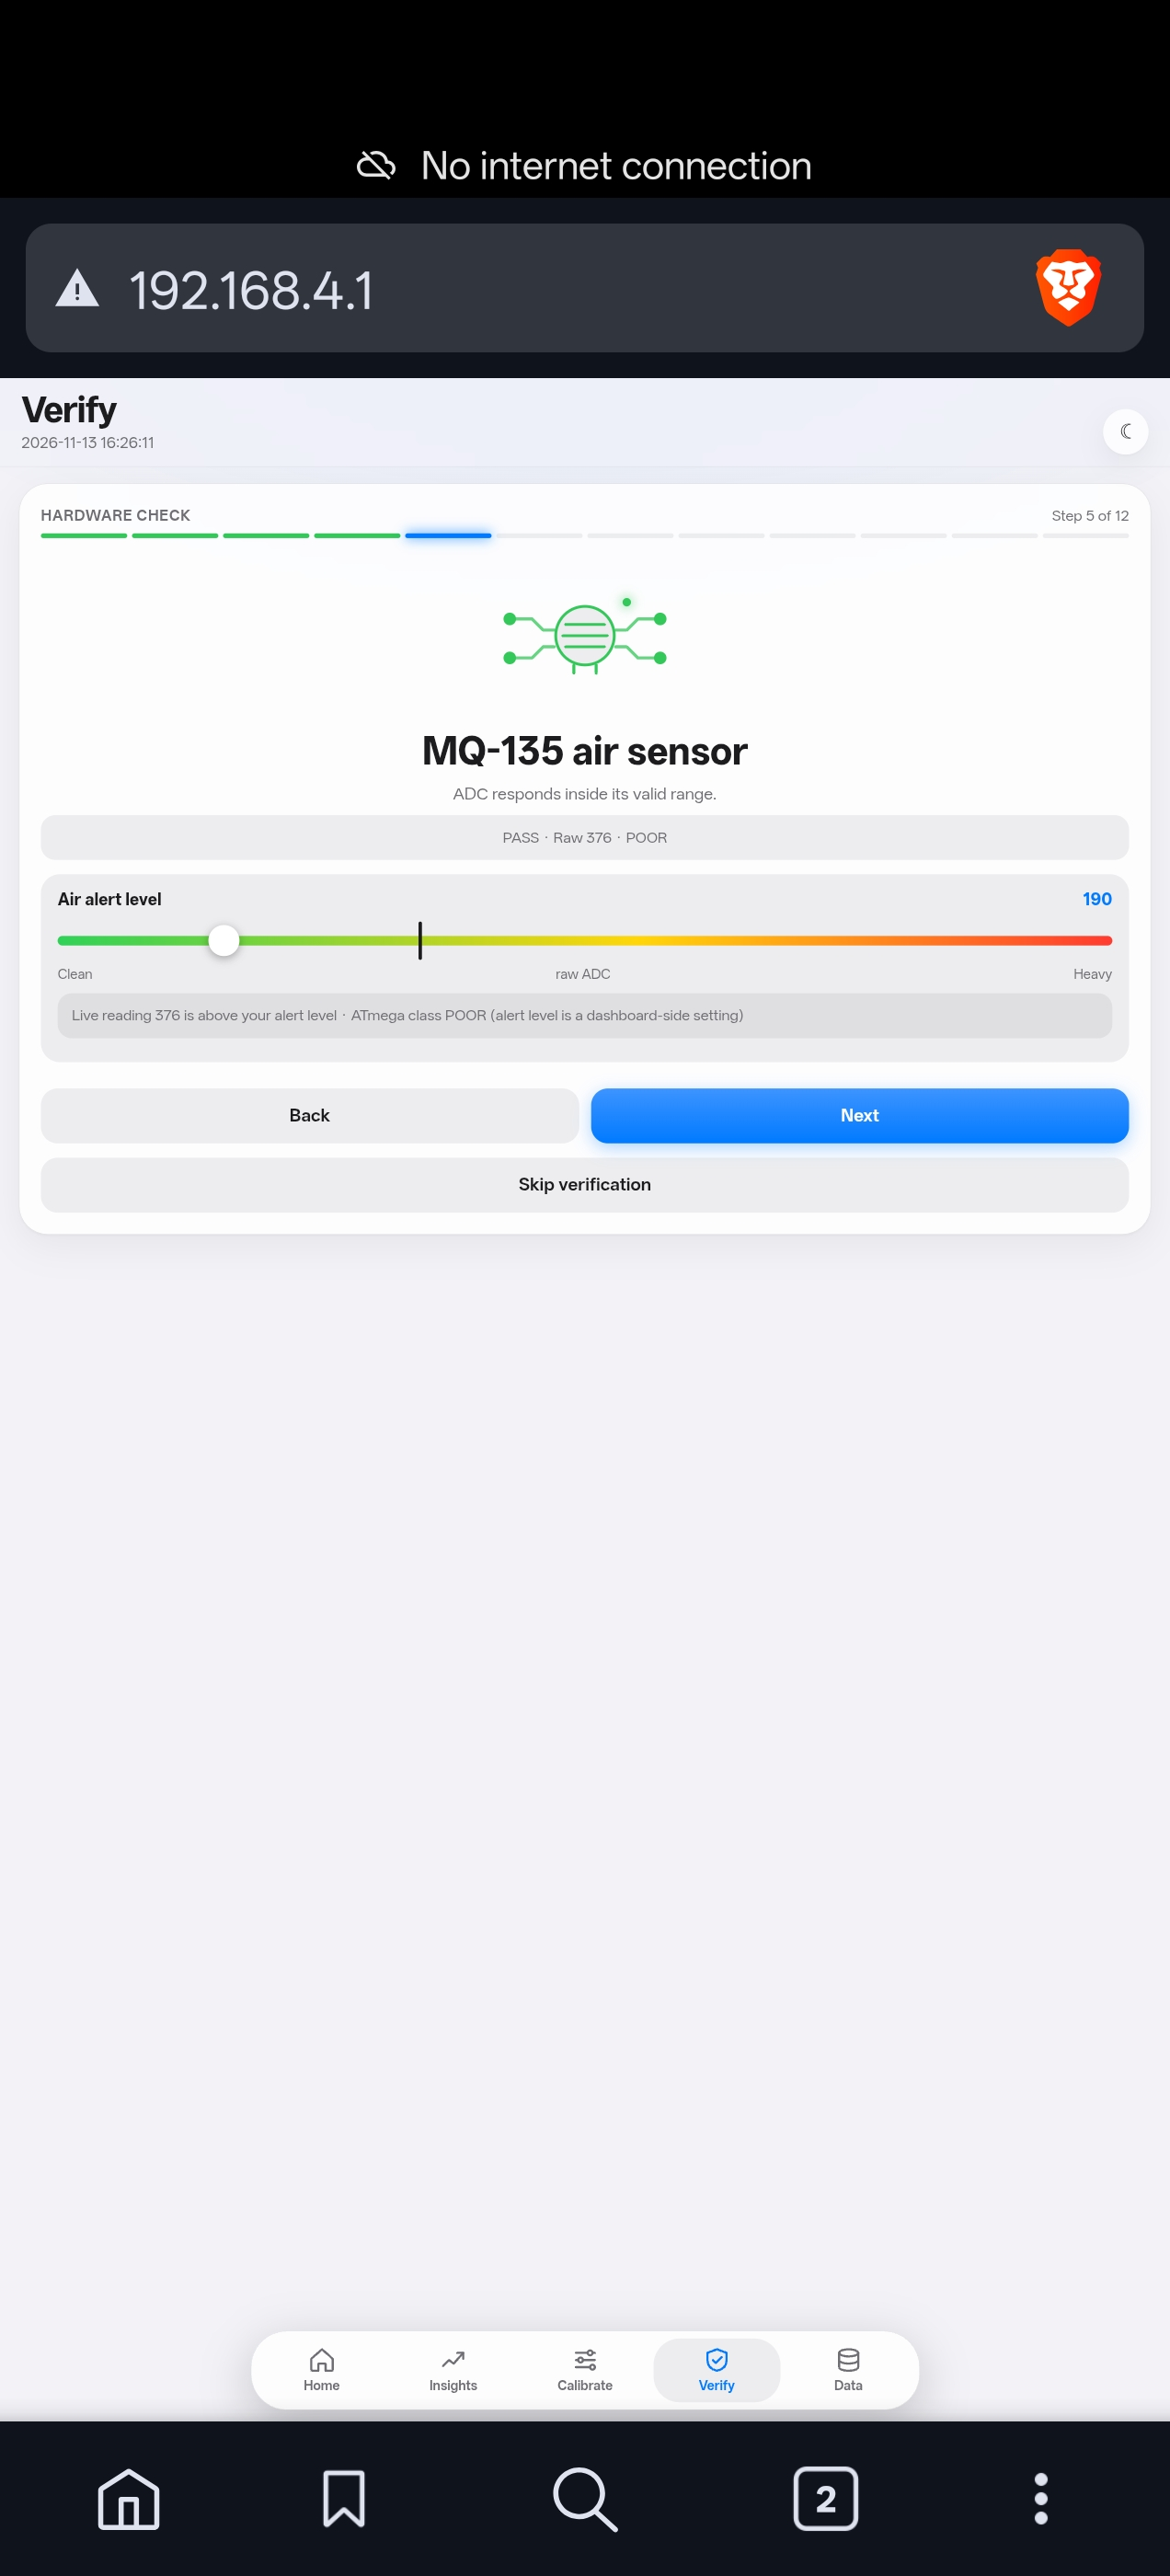 No internet connection
192.168.4.1
Verify
2026-11-13 16:26:11
☾
HARDWARE CHECK
Step 5 of 12
MQ-135 air sensor
ADC responds inside its valid range.
PASS · Raw 376 · POOR
Air alert level
190
Clean
raw ADC
Heavy
Live reading 376 is above your alert level · ATmega class POOR (alert level is a dashboard-side setting)
Back
Next
Skip verification
Home
Insights
Calibrate
Verify
Data
2